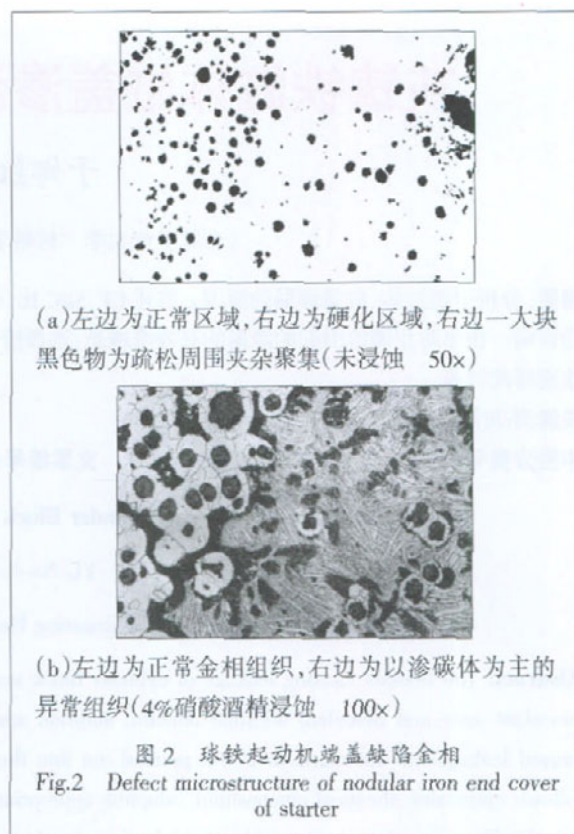 (a)左边为正常区域,右边为硬化区域,右边一大块
黑色物为疏松周围夹杂聚集(未浸蚀 50×)
(b)左边为正常金相组织,右边为以渗碳体为主的
异常组织(4%硝酸酒精浸蚀 100×)
图 2 球铁起动机端盖缺陷金相
Fig.2 Defect microstructure of nodular iron end cover
of starter